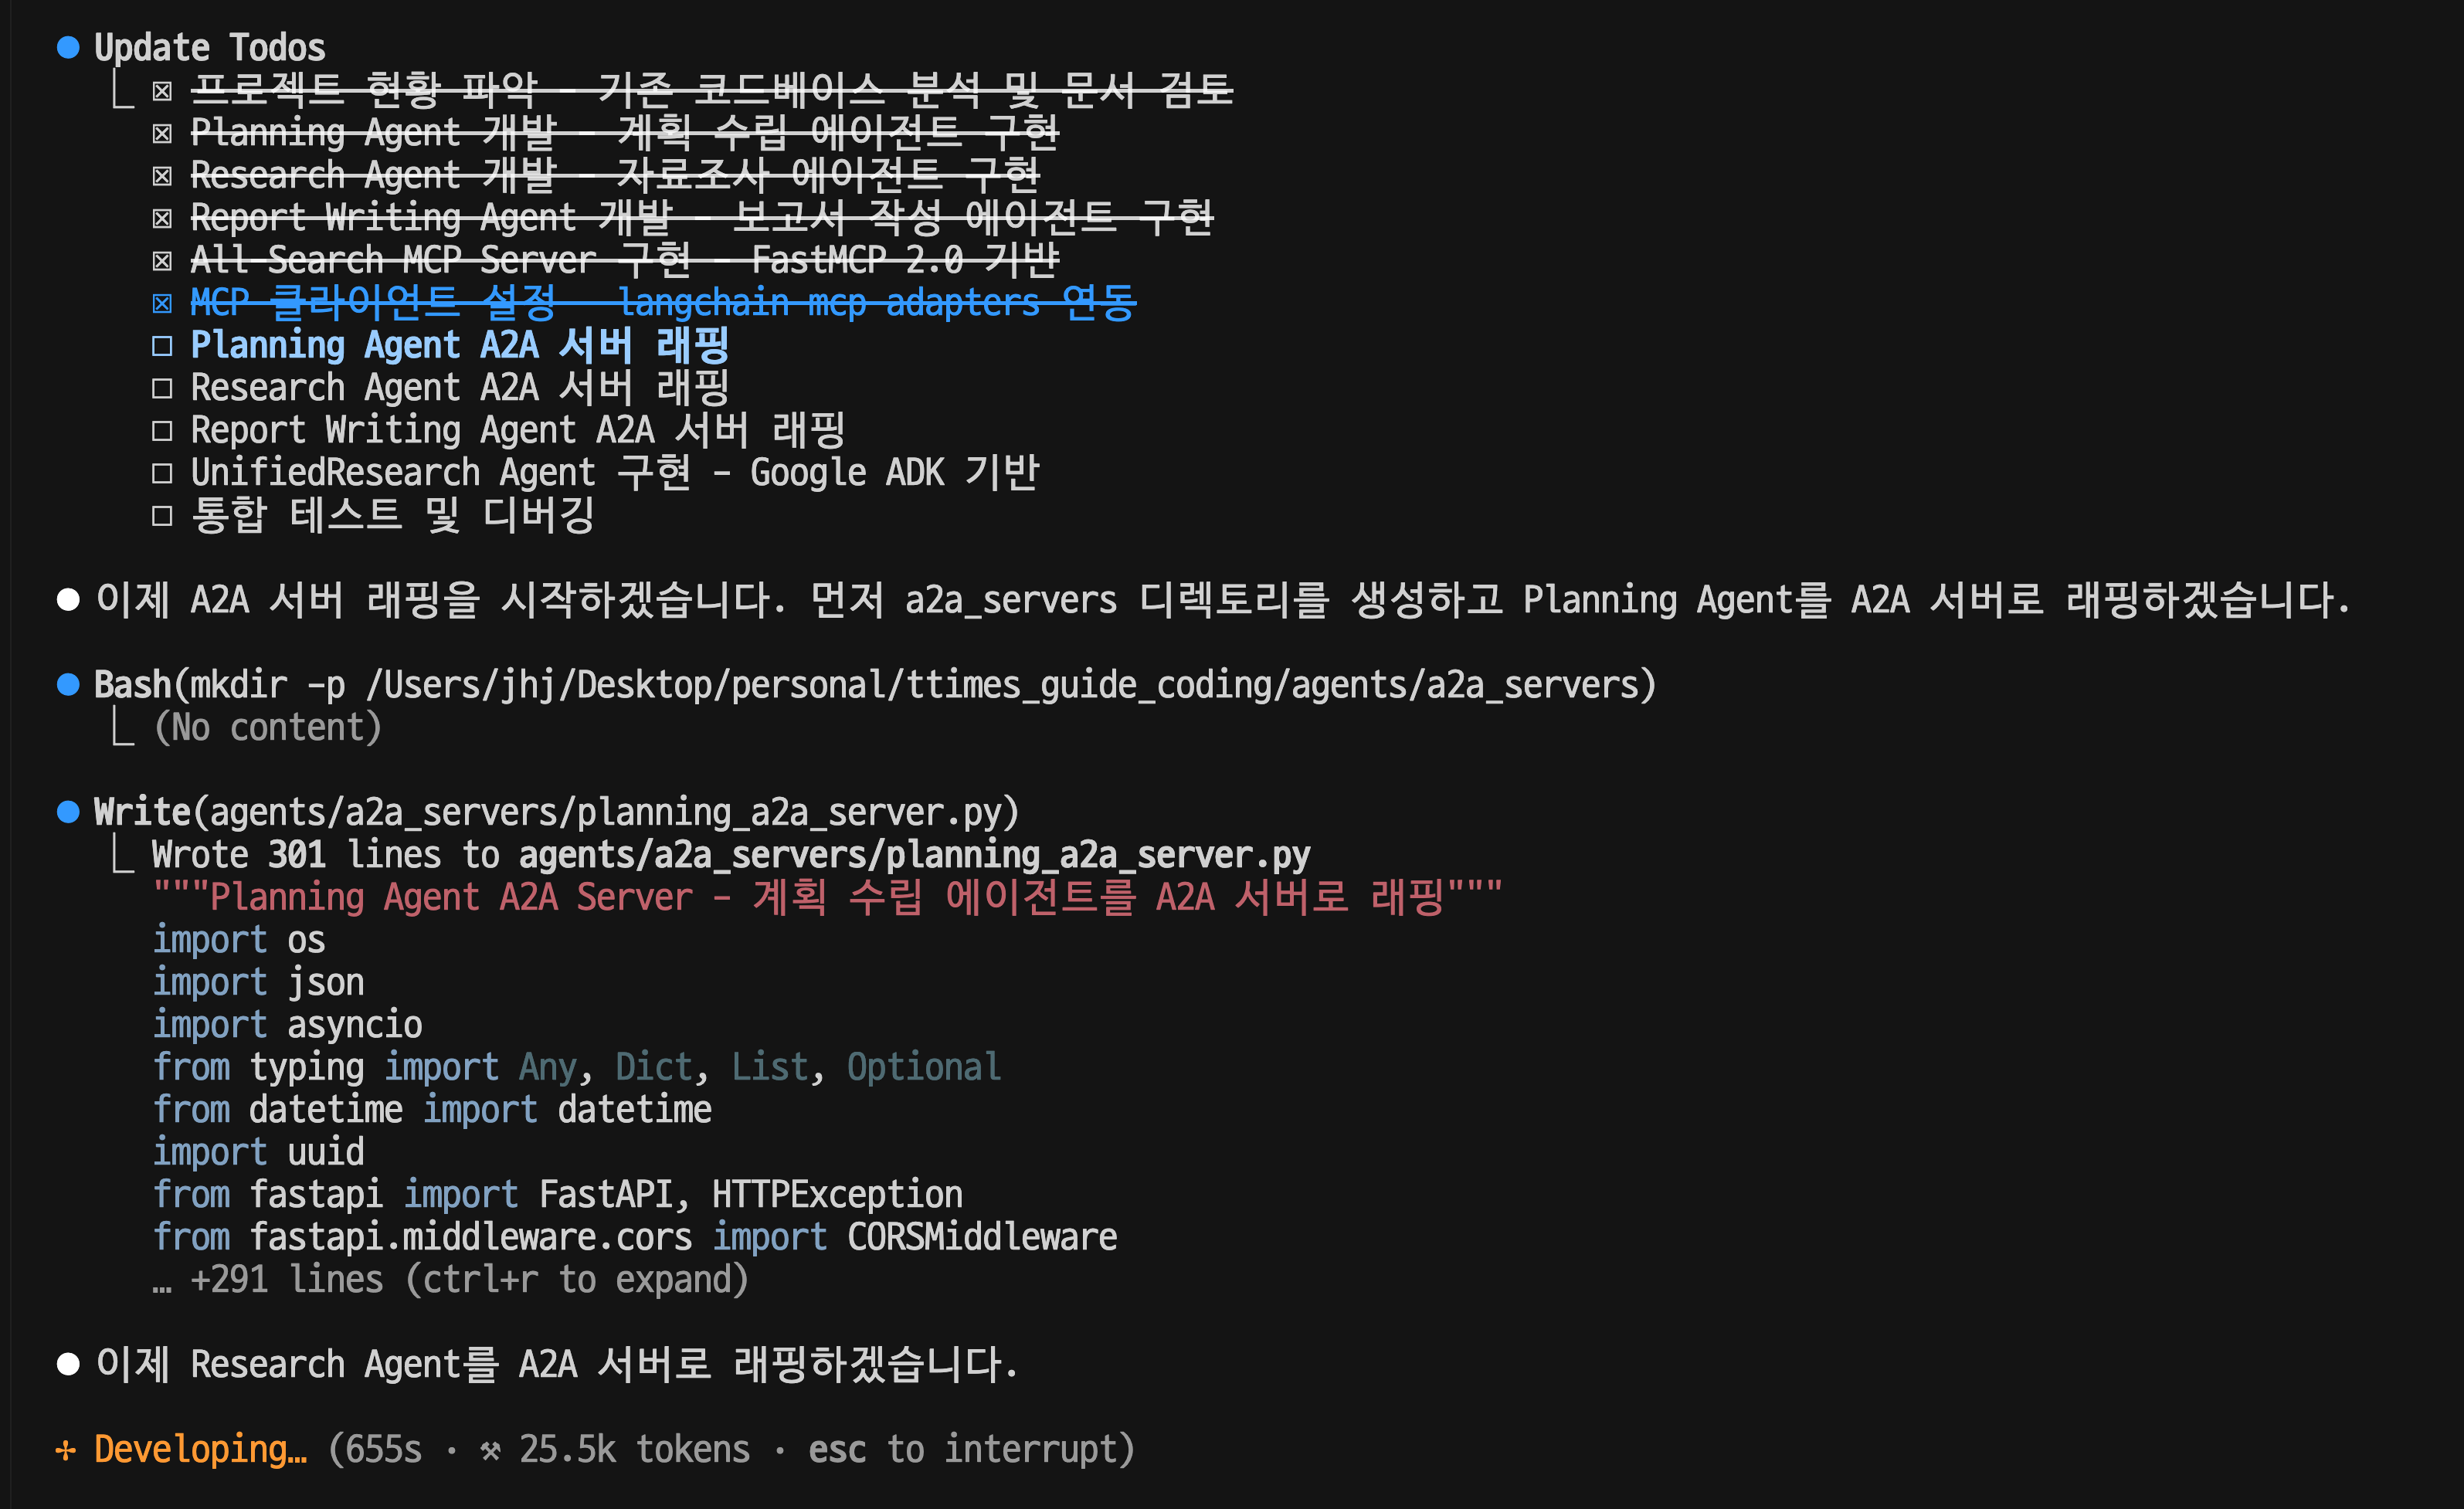 ● Update Todos
⎿ ☒ 프로젝트 현황 파악 - 기존 코드베이스 분석 및 문서 검토
☒ Planning Agent 개발 - 계획 수립 에이전트 구현
☒ Research Agent 개발 - 자료조사 에이전트 구현
☒ Report Writing Agent 개발 - 보고서 작성 에이전트 구현
☒ All-Search MCP Server 구현 - FastMCP 2.0 기반
☒ MCP 클라이언트 설정 - langchain_mcp_adapters 연동
☐ Planning Agent A2A 서버 래핑
☐ Research Agent A2A 서버 래핑
☐ Report Writing Agent A2A 서버 래핑
☐ UnifiedResearch Agent 구현 - Google ADK 기반
☐ 통합 테스트 및 디버깅
● 이제 A2A 서버 래핑을 시작하겠습니다. 먼저 a2a_servers 디렉토리를 생성하고 Planning Agent를 A2A 서버로 래핑하겠습니다.
● Bash(mkdir -p /Users/jhj/Desktop/personal/ttimes_guide_coding/agents/a2a_servers)
⎿ (No content)
● Write(agents/a2a_servers/planning_a2a_server.py)
⎿ Wrote 301 lines to agents/a2a_servers/planning_a2a_server.py
"""Planning Agent A2A Server - 계획 수립 에이전트를 A2A 서버로 래핑"""
import os
import json
import asyncio
from typing import Any, Dict, List, Optional
from datetime import datetime
import uuid
from fastapi import FastAPI, HTTPException
from fastapi.middleware.cors import CORSMiddleware
… +291 lines (ctrl+r to expand)
● 이제 Research Agent를 A2A 서버로 래핑하겠습니다.
✢ Developing… (655s · ⚒ 25.5k tokens · esc to interrupt)